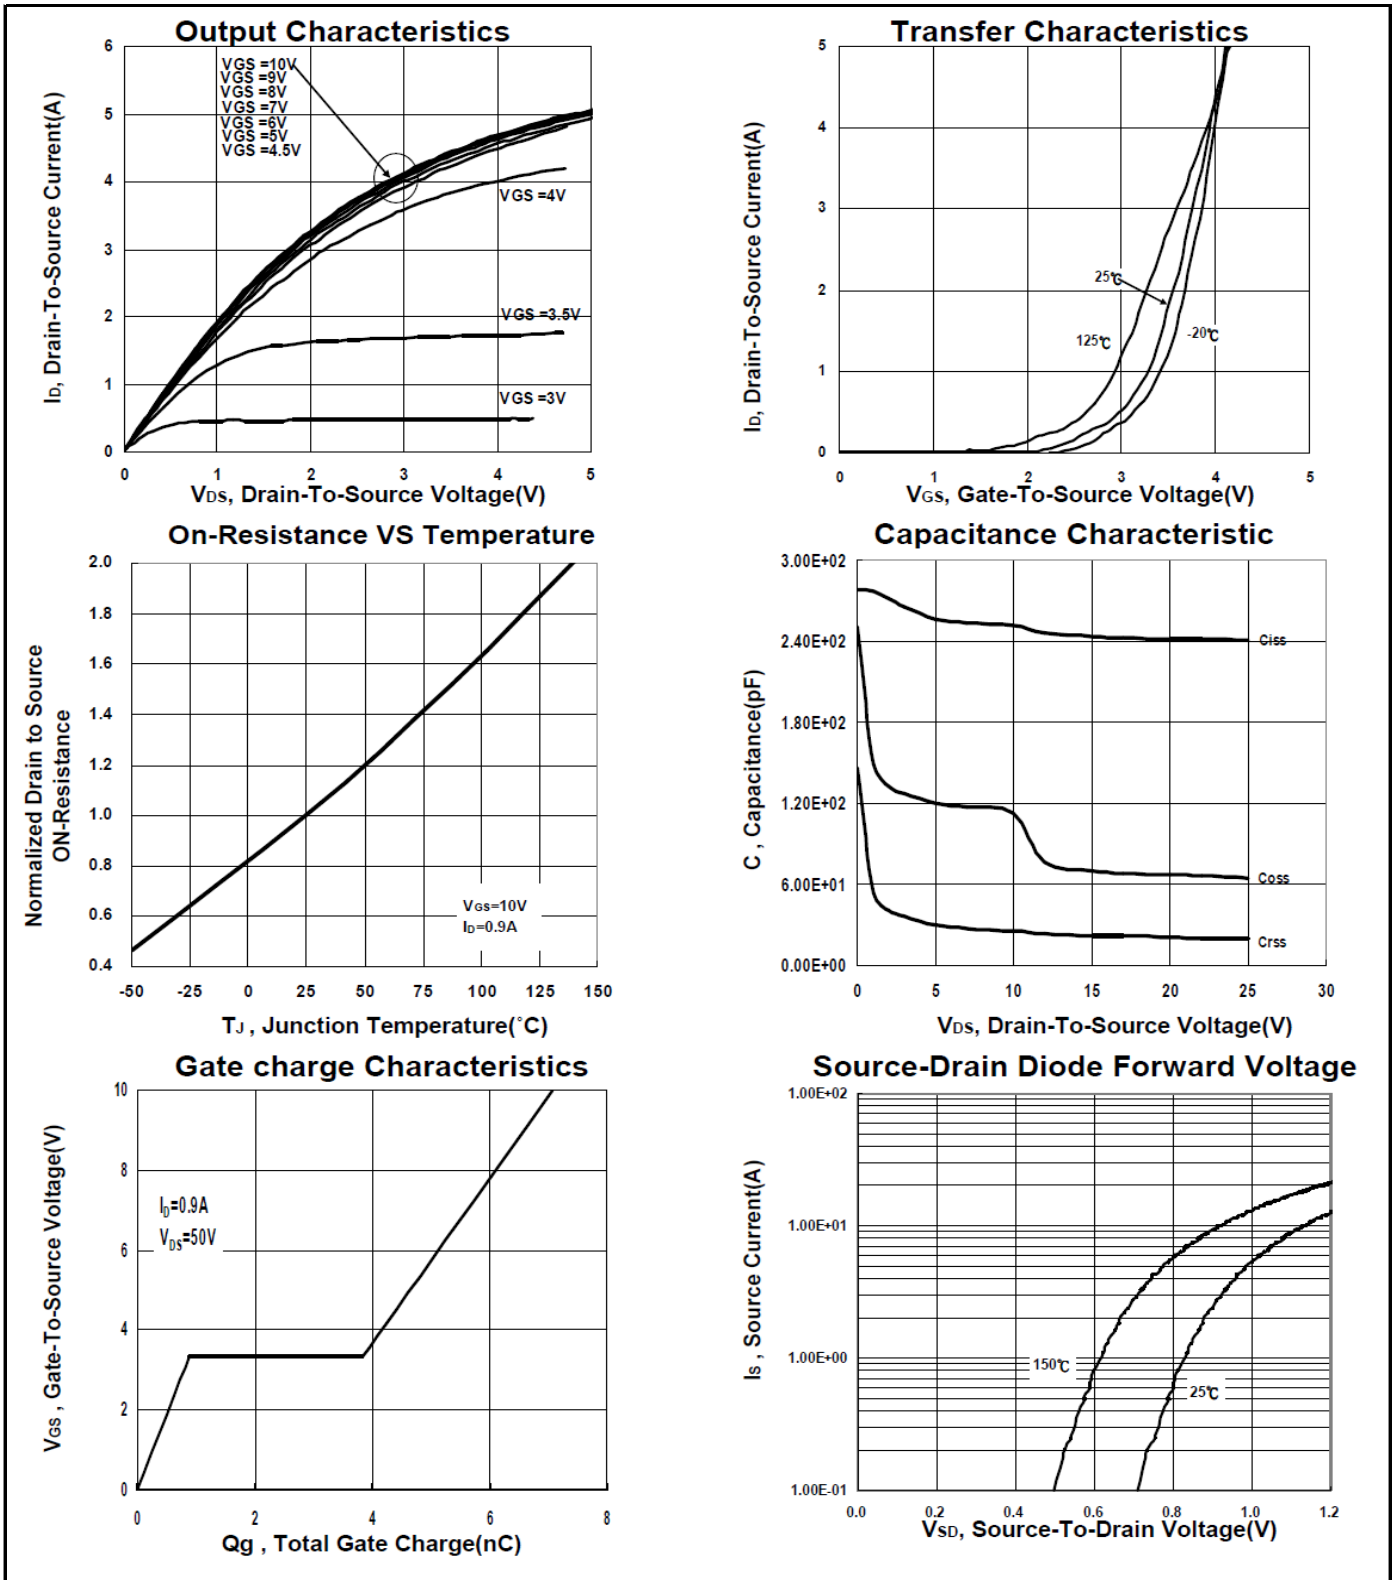 Output Characteristics
6
5
4
3
2
1
0
ID, Drain-To-Source Current(A)
VGS =10V
VGS =9V
VGS =8V
VGS =7V
VGS =6V
VGS =5V
VGS =4.5V
VGS =4V
VGS =3.5V
VGS =3V
0 1 2 3 4 5
VDS, Drain-To-Source Voltage(V)
Transfer Characteristics
5
4
3
2
1
0
ID, Drain-To-Source Current(A)
25℃
125℃
-20℃
0 1 2 3 4 5
VGS, Gate-To-Source Voltage(V)
On-Resistance VS Temperature
2.0
1.8
1.6
1.4
1.2
1.0
0.8
0.6
0.4
Normalized Drain to Source
ON-Resistance
VGS=10V
ID=0.9A
-50 -25 0 25 50 75 100 125 150
TJ , Junction Temperature(°C)
Capacitance Characteristic
3.00E+02
2.40E+02
1.80E+02
1.20E+02
6.00E+01
0.00E+00
C , Capacitance(pF)
Ciss
Coss
Crss
0 5 10 15 20 25 30
VDS, Drain-To-Source Voltage(V)
Gate charge Characteristics
10
8
6
4
2
0
VGS , Gate-To-Source Voltage(V)
ID=0.9A
VDS=50V
0 2 4 6 8
Qg , Total Gate Charge(nC)
Source-Drain Diode Forward Voltage
1.00E+02
1.00E+01
1.00E+00
1.00E-01
IS , Source Current(A)
150℃
25℃
0.0 0.2 0.4 0.6 0.8 1.0 1.2
VSD, Source-To-Drain Voltage(V)